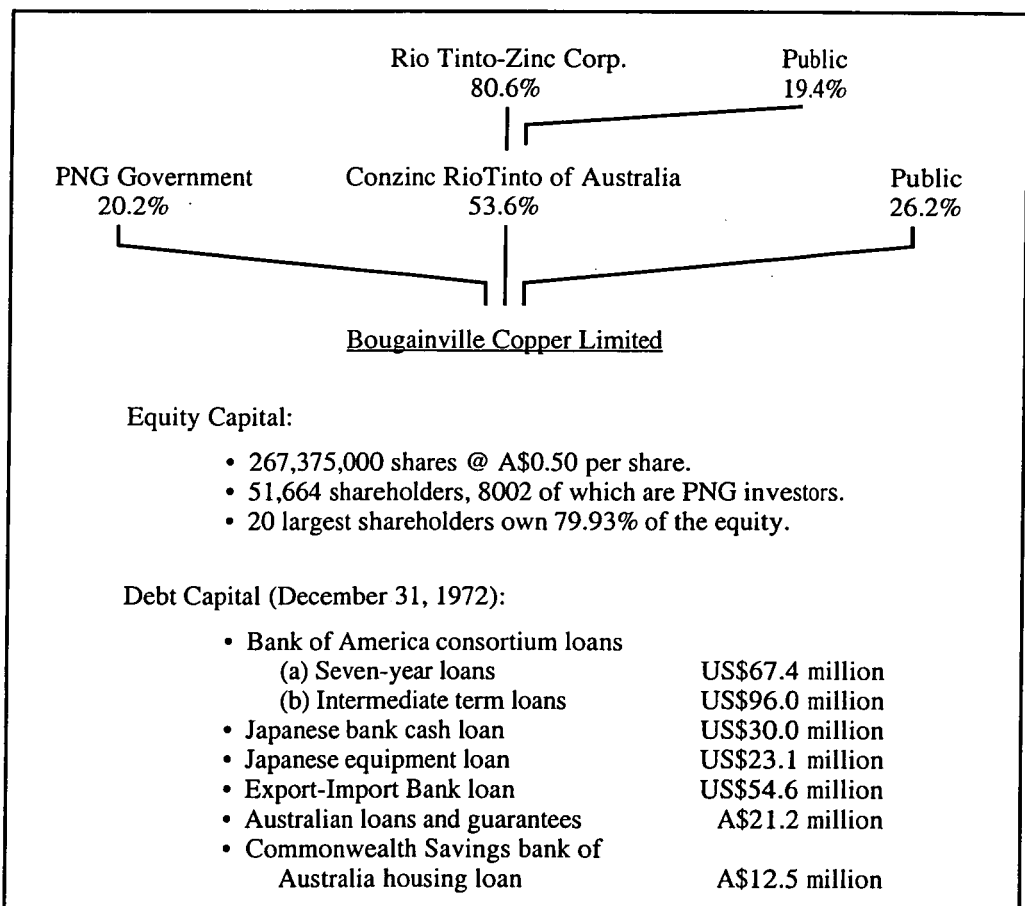 Rio Tinto-Zinc Corp. Public
80.6% 19.4%
PNG Government Conzinc RioTinto of Australia Public
20.2% 53.6% 26.2%
Bougainville Copper Limited
Equity Capital:
• 267,375,000 shares @ A$0.50 per share.
• 51,664 shareholders, 8002 of which are PNG investors.
• 20 largest shareholders own 79.93% of the equity.
Debt Capital (December 31, 1972):
• Bank of America consortium loans
(a) Seven-year loans US$67.4 million
(b) Intermediate term loans US$96.0 million
• Japanese bank cash loan US$30.0 million
• Japanese equipment loan US$23.1 million
• Export-Import Bank loan US$54.6 million
• Australian loans and guarantees A$21.2 million
• Commonwealth Savings bank of
Australia housing loan A$12.5 million